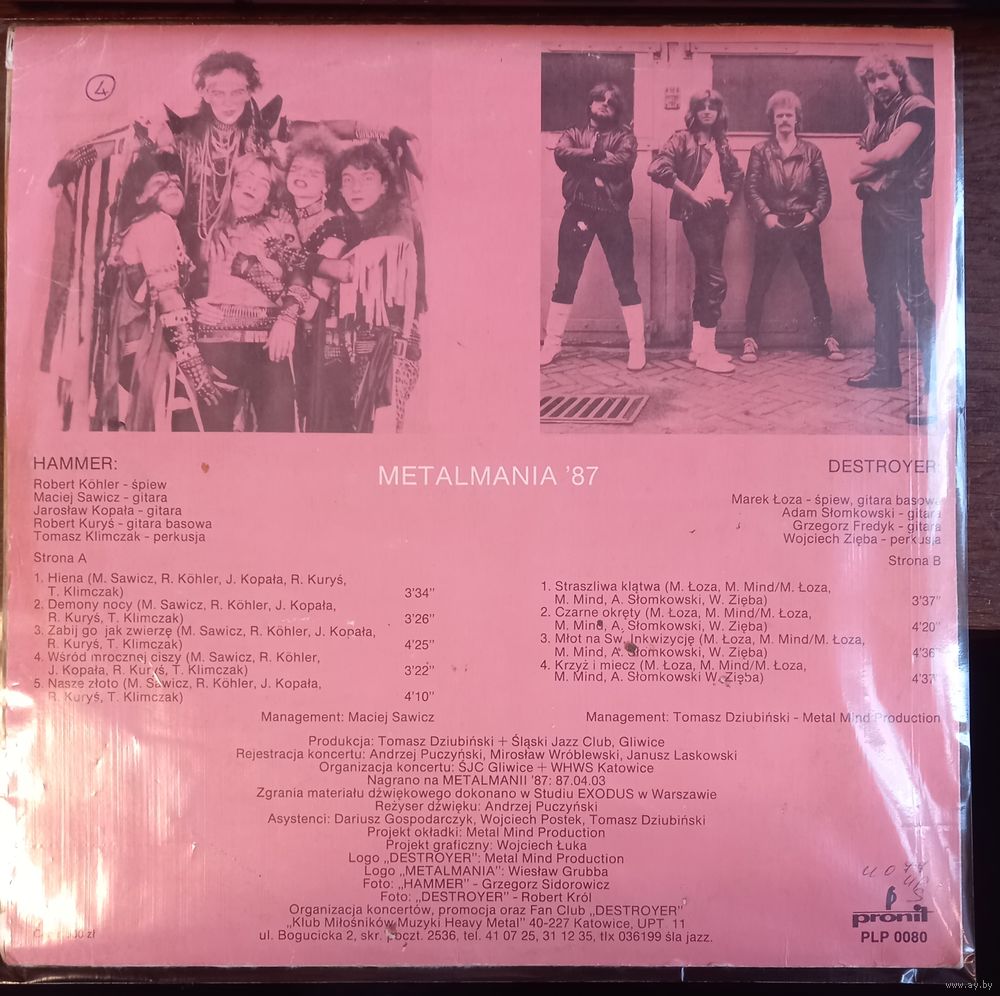 4
HAMMER:
Robert Köhler - śpiew
Maciej Sawicz - gitara
Jarosław Kopała - gitara
Robert Kuryś - gitara basowa
Tomasz Klimczak - perkusja
METALMANIA '87
DESTROYER
Marek Łoza - śpiew, gitara basowa
Adam Słomkowski - gitara
Grzegorz Fredyk - gitara
Wojciech Zięba - perkusja
Strona A
1. Hiena (M. Sawicz, R. Köhler, J. Kopała, R. Kuryś,
T. Klimczak) 3'34"
2. Demony nocy (M. Sawicz, R. Köhler, J. Kopała,
R. Kuryś, T. Klimczak) 3'26"
3. Zabij go jak zwierzę (M. Sawicz, R. Köhler, J. Kopała,
R. Kuryś, T. Klimczak) 4'25"
4. Wśród mrocznej ciszy (M. Sawicz, R. Köhler,
J. Kopała, R. Kuryś, T. Klimczak) 3'22"
5. Nasze złoto (M. Sawicz, R. Köhler, J. Kopała,
R. Kuryś, T. Klimczak) 4'10"
Management: Maciej Sawicz
Strona B
1. Straszliwa klątwa (M. Łoza, M. Mind/M. Łoza,
M. Mind, A. Słomkowski, W. Zięba) 3'37"
2. Czarne okręty (M. Łoza, M. Mind/M. Łoza,
M. Mind, A. Słomkowski, W. Zięba) 4'20"
3. Młot na Św. Inkwizycję (M. Łoza, M. Mind/M. Łoza,
M. Mind, A. Słomkowski, W. Zięba) 4'36"
4. Krzyż i miecz (M. Łoza, M. Mind/M. Łoza,
M. Mind, A. Słomkowski W. Zięba) 4'37"
Management: Tomasz Dziubiński - Metal Mind Production
Produkcja: Tomasz Dziubiński + Śląski Jazz Club, Gliwice
Rejestracja koncertu: Andrzej Puczyński, Mirosław Wróblewski, Janusz Laskowski
Organizacja koncertu: ŚJC Gliwice + WHWS Katowice
Nagrano na METALMANII '87: 87.04.03
Zgrania materiału dźwiękowego dokonano w Studiu EXODUS w Warszawie
Reżyser dźwięku: Andrzej Puczyński
Asystenci: Dariusz Gospodarczyk, Wojciech Postek, Tomasz Dziubiński
Projekt okładki: Metal Mind Production
Projekt graficzny: Wojciech Łuka
Logo „DESTROYER": Metal Mind Production
Logo „METALMANIA": Wiesław Grubba
Foto: „HAMMER" - Grzegorz Sidorowicz
Foto: „DESTROYER" - Robert Król
Organizacja koncertów, promocja oraz Fan Club „DESTROYER"
„Klub Miłośników Muzyki Heavy Metal" 40-227 Katowice, UPT. 11
ul. Bogucicka 2, skr. poczt. 2536, tel. 41 07 25, 31 12 35, tlx 036199 śla jazz.
zł
pronit
PLP 0080
www.ay.by